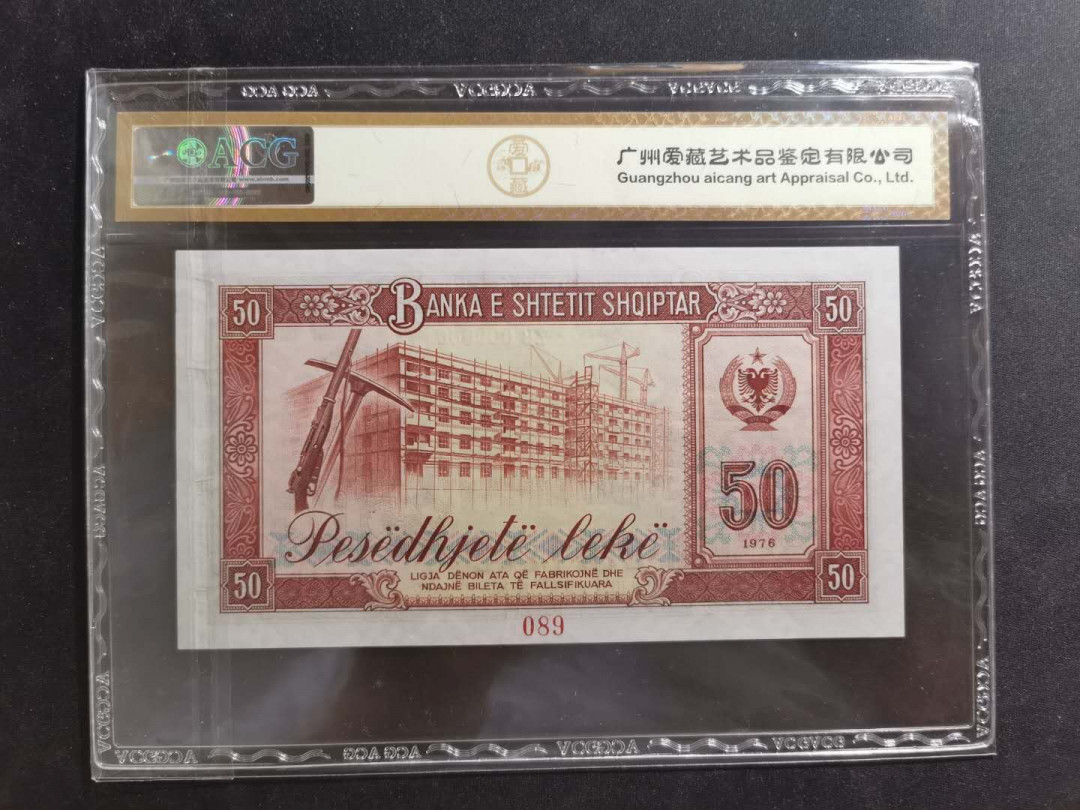 ACG
爱藏
广州爱藏艺术品鉴定有限公司
Guangzhou aicang art Appraisal Co., Ltd.
50
BANKA E SHTETIT SHQIPTAR
50
50
1976
Pesëdhjetë lekë
LIGJA DËNON ATA QË FABRIKOJNË DHE
NDAJNË BILETA TË FALLSIFIKUARA
50
50
089